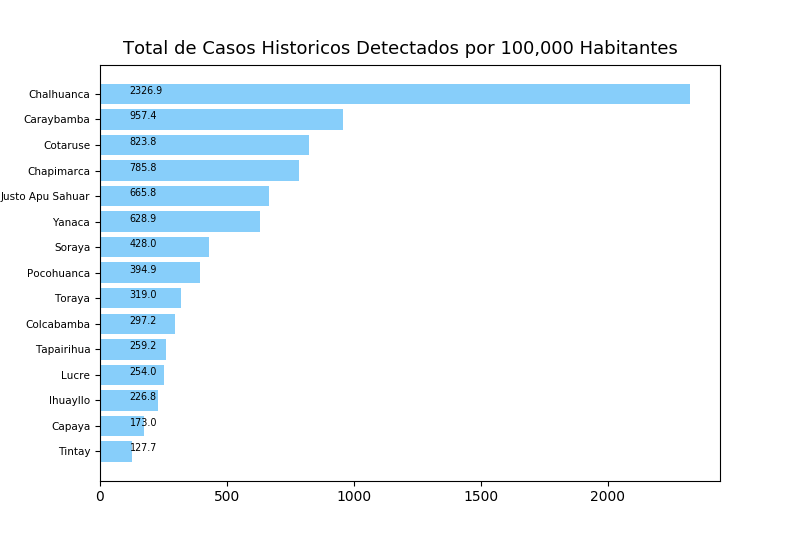 Total de Casos Historicos Detectados por 100,000 Habitantes
Chalhuanca 2326.9
Caraybamba 957.4
Cotaruse 823.8
Chapimarca 785.8
Justo Apu Sahuar 665.8
Yanaca 628.9
Soraya 428.0
Pocohuanca 394.9
Toraya 319.0
Colcabamba 297.2
Tapairihua 259.2
Lucre 254.0
Ihuayllo 226.8
Capaya 173.0
Tintay 127.7
0 500 1000 1500 2000